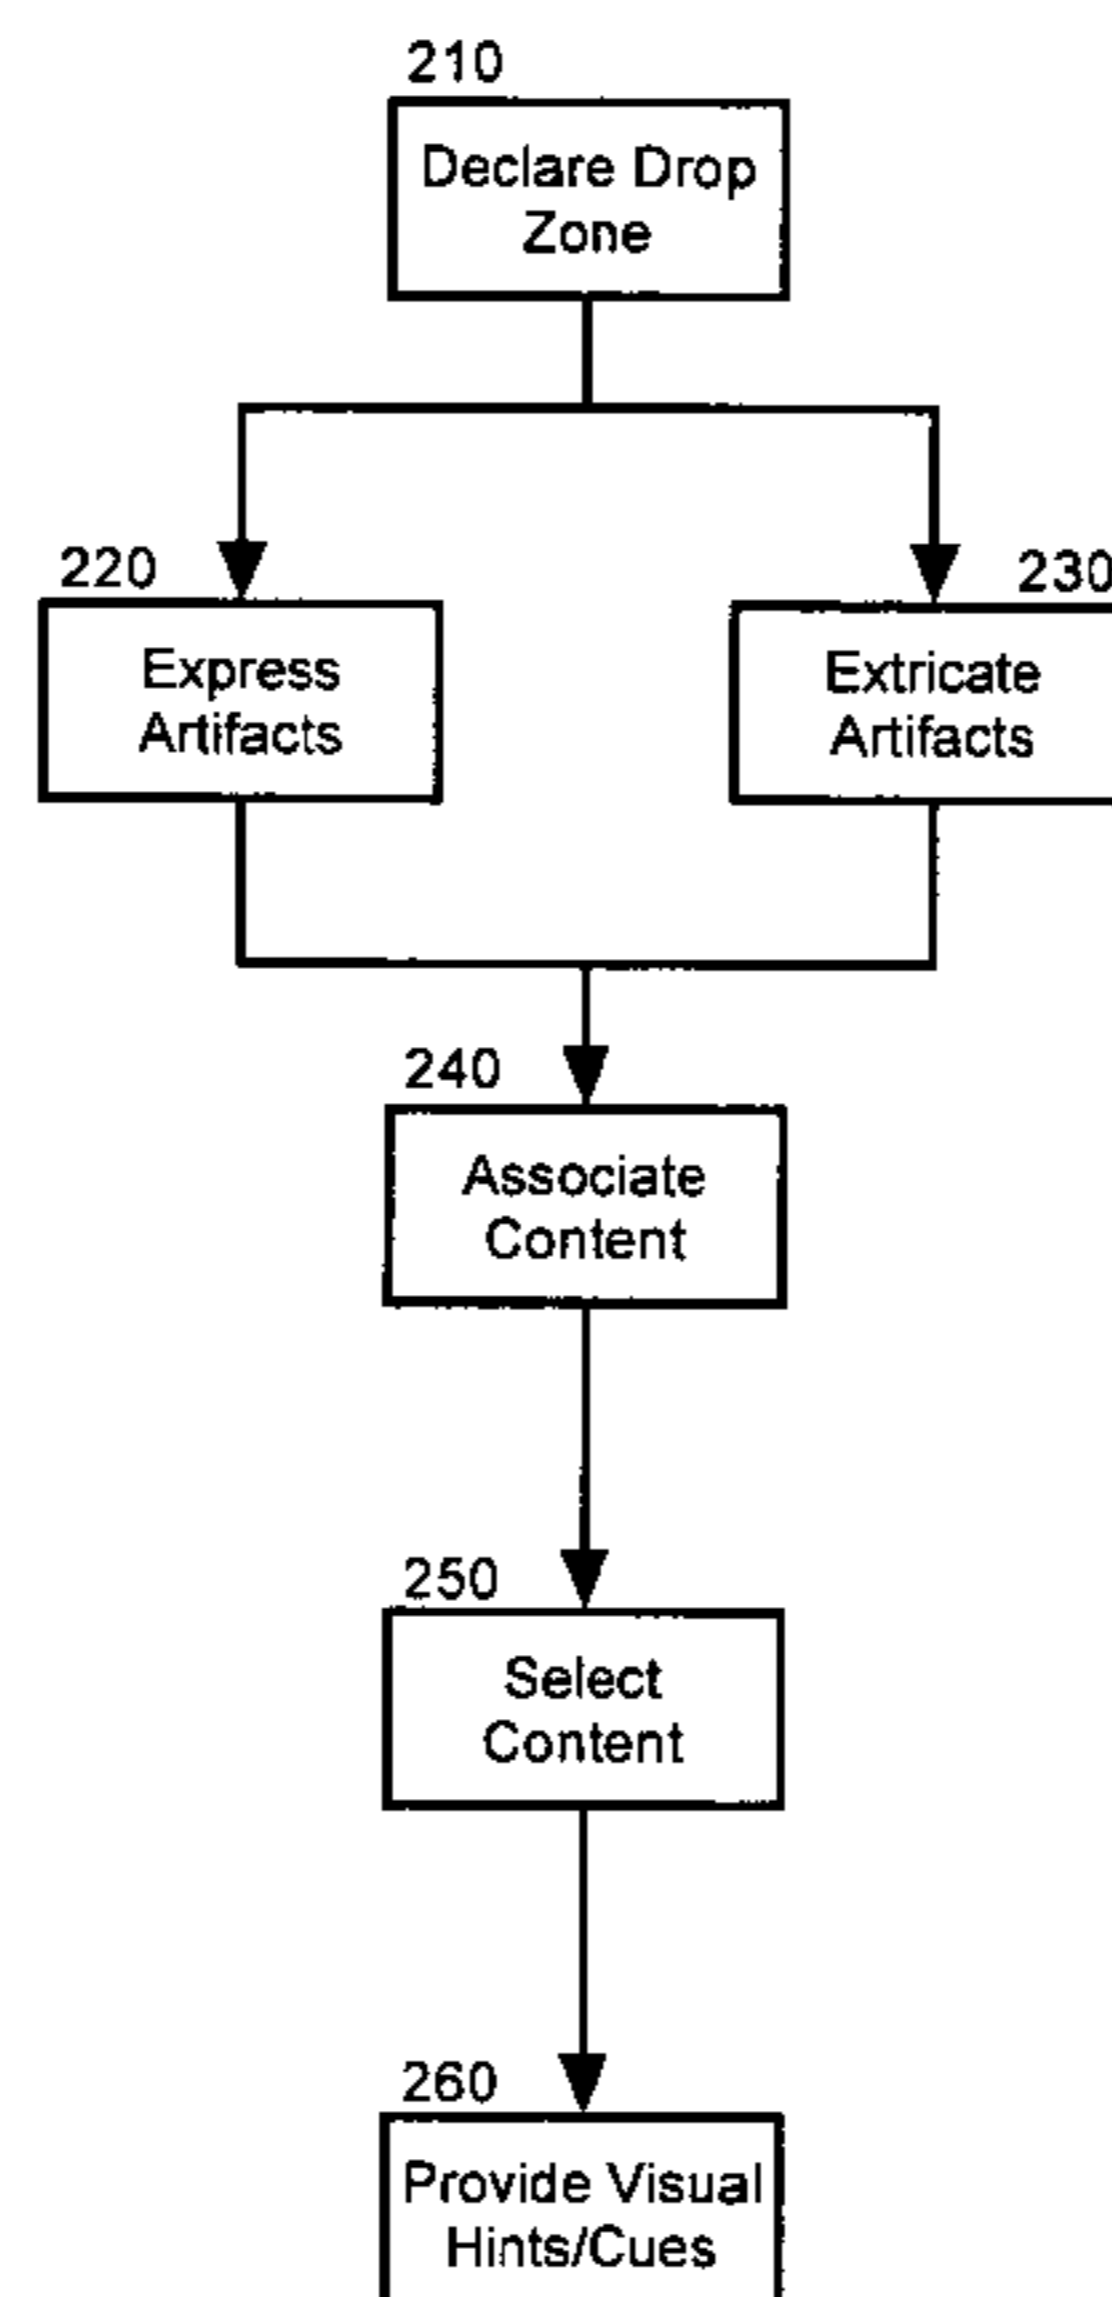 210
Declare Drop
Zone
220
Express
Artifacts
230
Extricate
Artifacts
240
Associate
Content
250
Select
Content
260
Provide Visual
Hints/Cues